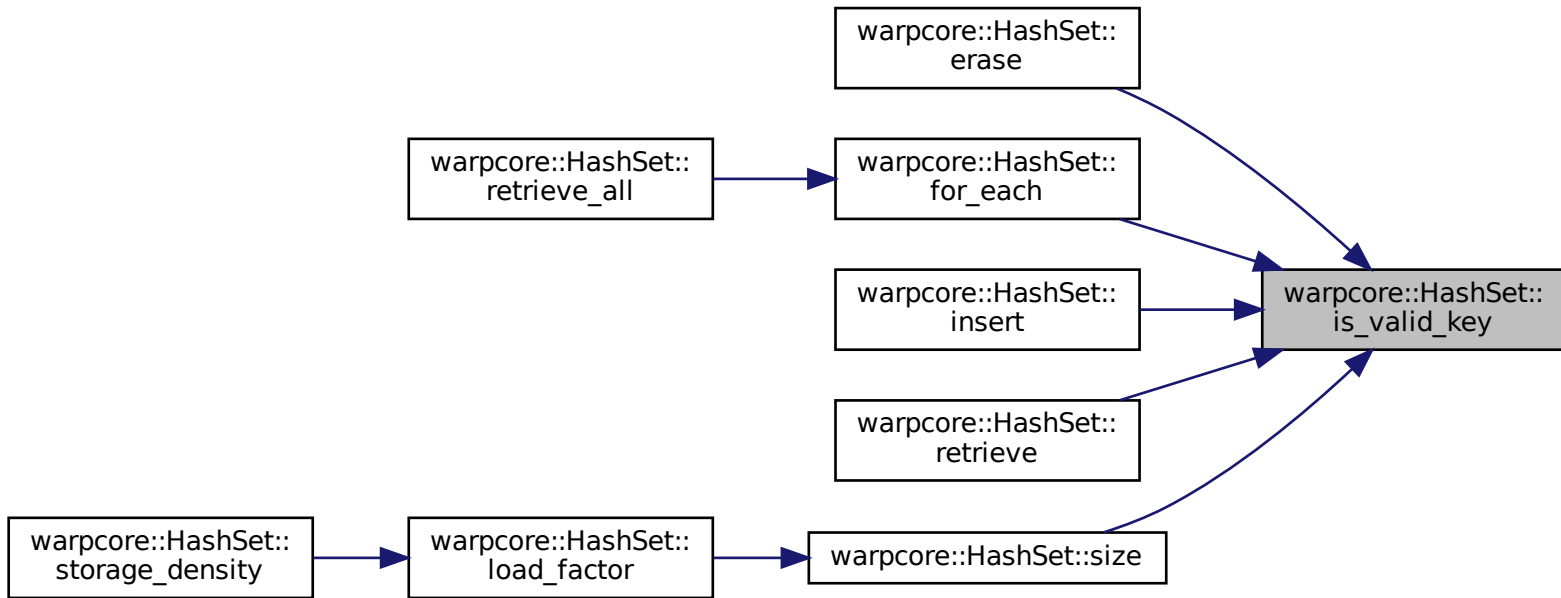 warpcore::HashSet::
erase
warpcore::HashSet::
retrieve_all
warpcore::HashSet::
for_each
warpcore::HashSet::
is_valid_key
warpcore::HashSet::
insert
warpcore::HashSet::
retrieve
warpcore::HashSet::
storage_density
warpcore::HashSet::
load_factor
warpcore::HashSet::size